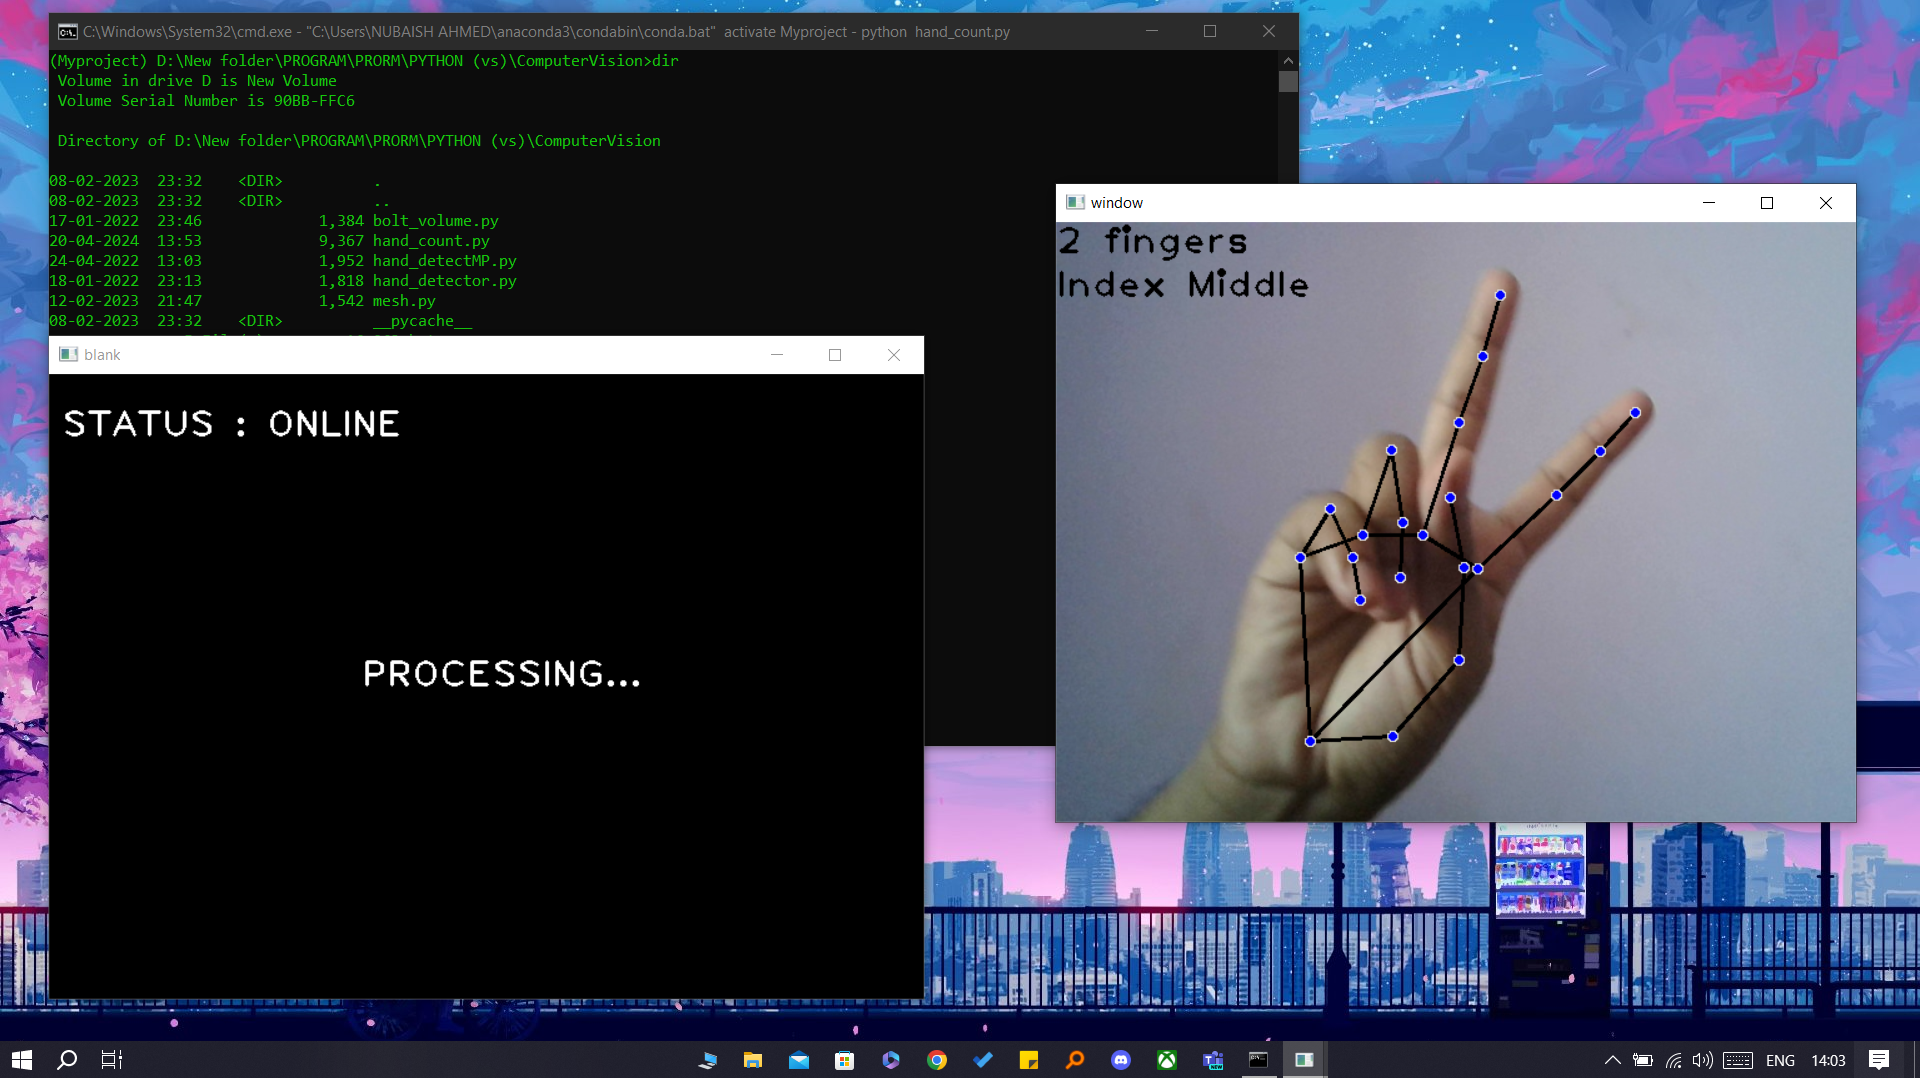 C:\Windows\System32\cmd.exe - "C:\Users\NUBAISH AHMED\anaconda3\condabin\conda.bat" activate Myproject - python hand_count.py
(Myproject) D:\New folder\PROGRAM\PRORM\PYTHON (vs)\ComputerVision>dir
Volume in drive D is New Volume
Volume Serial Number is 90BB-FFC6
Directory of D:\New folder\PROGRAM\PRORM\PYTHON (vs)\ComputerVision
08-02-2023 23:32 <DIR> .
08-02-2023 23:32 <DIR> ..
17-01-2022 23:46 1,384 bolt_volume.py
20-04-2024 13:53 9,367 hand_count.py
24-04-2022 13:03 1,952 hand_detectMP.py
18-01-2022 23:13 1,818 hand_detector.py
12-02-2023 21:47 1,542 mesh.py
08-02-2023 23:32 <DIR> __pycache__
blank
STATUS : ONLINE
PROCESSING...
window
2 fingers
Index Middle
ENG
14:03